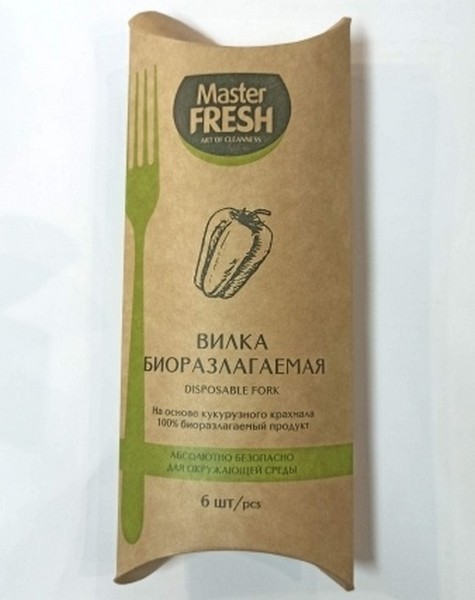 Master
FRESH
ART OF CLEANNESS
ВИЛКА
БИОРАЗЛАГАЕМАЯ
DISPOSABLE FORK
На основе кукурузного крахмала
100% биоразлагаемый продукт
АБСОЛЮТНО БЕЗОПАСНО
ДЛЯ ОКРУЖАЮЩЕЙ СРЕДЫ
6 шт/pcs